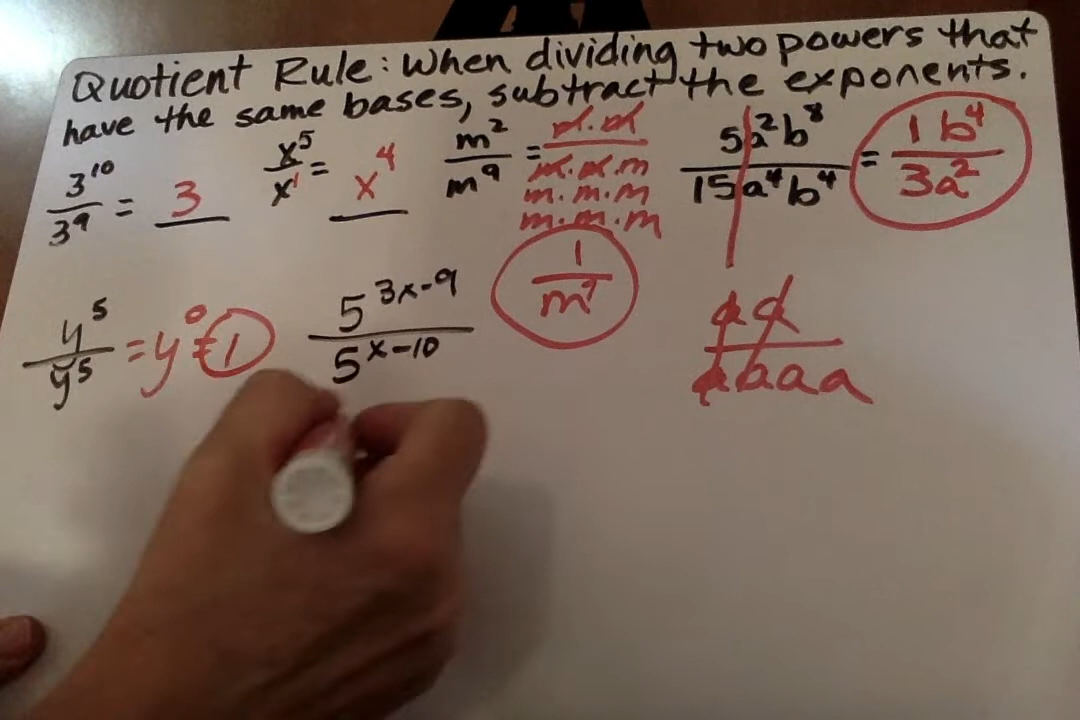 Quotient Rule: When dividing two powers that
have the same bases, subtract the exponents.
3^10 / 3^9 = 3
x^5 / x^1 = x^4
m^2 / m^9 = m·m / m·m·m
m·m·m
m·m·m
1 / m^7
5a^2b^8 / 15a^4b^4 = 1b^4 / 3a^2
y^5 / y^5 = y^0 = 1
5^(3x-9) / 5^(x-10)
aa / aaaa